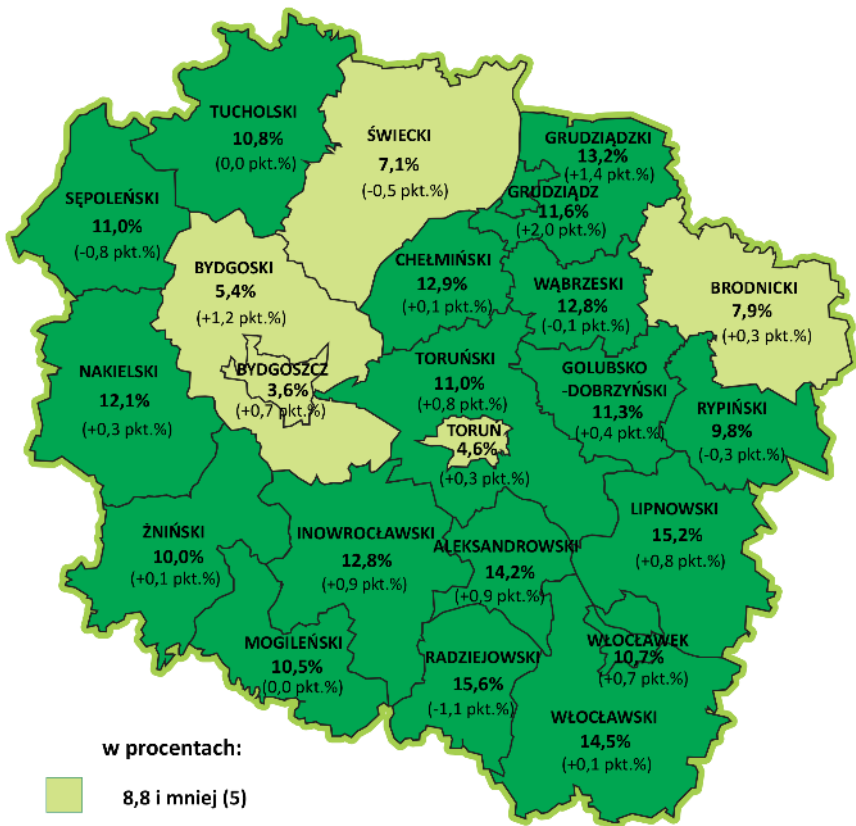 TUCHOLSKI
10,8%
(0,0 pkt.%)
ŚWIECKI
7,1%
(-0,5 pkt.%)
GRUDZIĄDZKI
13,2%
(+1,4 pkt.%)
GRUDZIĄDZ
11,6%
(+2,0 pkt.%)
SĘPOLEŃSKI
11,0%
(-0,8 pkt.%)
BYDGOSKI
5,4%
(+1,2 pkt.%)
CHEŁMIŃSKI
12,9%
(+0,1 pkt.%)
WĄBRZESKI
12,8%
(-0,1 pkt.%)
BRODNICKI
7,9%
(+0,3 pkt.%)
NAKIELSKI
12,1%
(+0,3 pkt.%)
BYDGOSZCZ
3,6%
(+0,7 pkt.%)
TORUŃSKI
11,0%
(+0,8 pkt.%)
TORUŃ
4,6%
(+0,3 pkt.%)
GOLUBSKO
-DOBRZYŃSKI
11,3%
(+0,4 pkt.%)
RYPIŃSKI
9,8%
(-0,3 pkt.%)
ŻNIŃSKI
10,0%
(+0,1 pkt.%)
INOWROCŁAWSKI
12,8%
(+0,9 pkt.%)
ALEKSANDROWSKI
14,2%
(+0,9 pkt.%)
LIPNOWSKI
15,2%
(+0,8 pkt.%)
MOGILEŃSKI
10,5%
(0,0 pkt.%)
RADZIEJOWSKI
15,6%
(-1,1 pkt.%)
WŁOCŁAWEK
10,7%
(+0,7 pkt.%)
WŁOCŁAWSKI
14,5%
(+0,1 pkt.%)
w procentach:
8,8 i mniej (5)